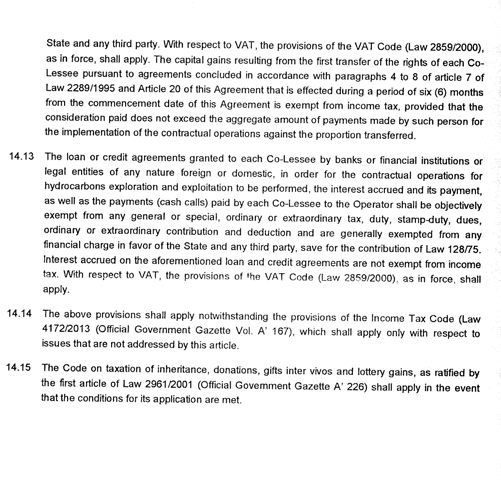 State and any third party. With respect to VAT, the provisions of the VAT Code (Law 2859/2000),
as in force, shall apply. The capital gains resulting from the first transfer of the rights of each Co-
Lessee pursuant to agreements concluded in accordance with paragraphs 4 to 8 of article 7 of
Law 2289/1995 and Article 20 of this Agreement that is effected during a period of six (6) months
from the commencement date of this Agreement is exempt from income tax, provided that the
consideration paid does not exceed the aggregate amount of payments made by such person for
the implementation of the contractual operations against the proportion transferred.
14.13 The loan or credit agreements granted to each Co-Lessee by banks or financial institutions or
legal entities of any nature foreign or domestic, in order for the contractual operations for
hydrocarbons exploration and exploitation to be performed, the interest accrued and its payment,
as well as the payments (cash calls) paid by each Co-Lessee to the Operator shall be objectively
exempt from any general or special, ordinary or extraordinary tax, duty, stamp-duty, dues,
ordinary or extraordinary contribution and deduction and are generally exempted from any
financial charge in favor of the State and any third party, save for the contribution of Law 128/75.
Interest accrued on the aforementioned loan and credit agreements are not exempt from income
tax. With respect to VAT, the provisions of the VAT Code (Law 2859/2000), as in force, shall
apply.
14.14 The above provisions shall apply notwithstanding the provisions of the Income Tax Code (Law
4172/2013 (Official Government Gazette Vol. A' 167), which shall apply only with respect to
issues that are not addressed by this article.
14.15 The Code on taxation of inheritance, donations, gifts inter vivos and lottery gains, as ratified by
the first article of Law 2961/2001 (Official Government Gazette A' 226) shall apply in the event
that the conditions for its application are met.